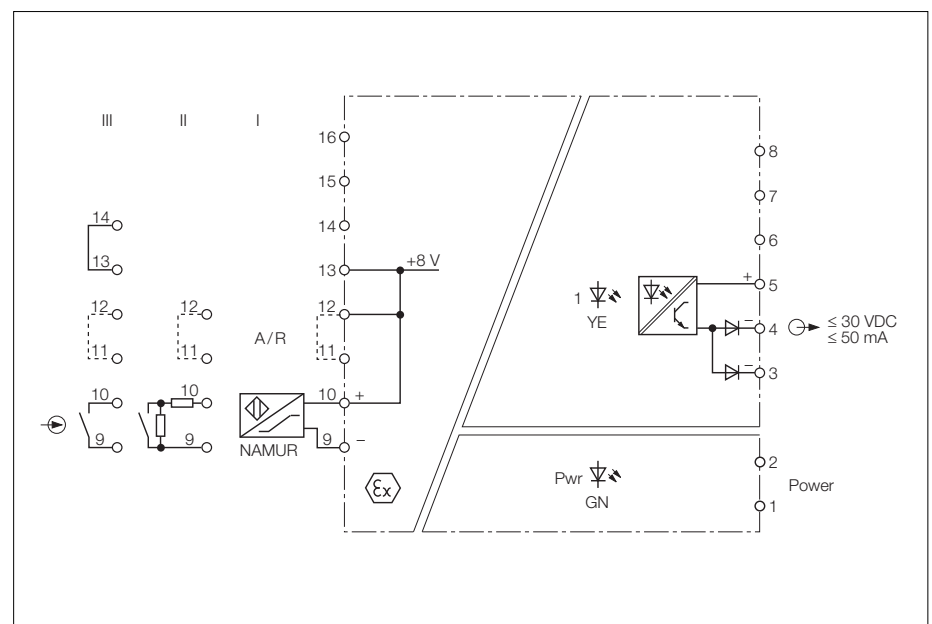 III II I
16
15
14
13 +8 V
12
11
10 +
9 –
14
13
12 12
11 11
A/R
10 10
9 9
NAMUR
εx
8
7
6
+ 5
– 4
– 3
1
YE
≤ 30 VDC
≤ 50 mA
Pwr
GN
2
1
Power